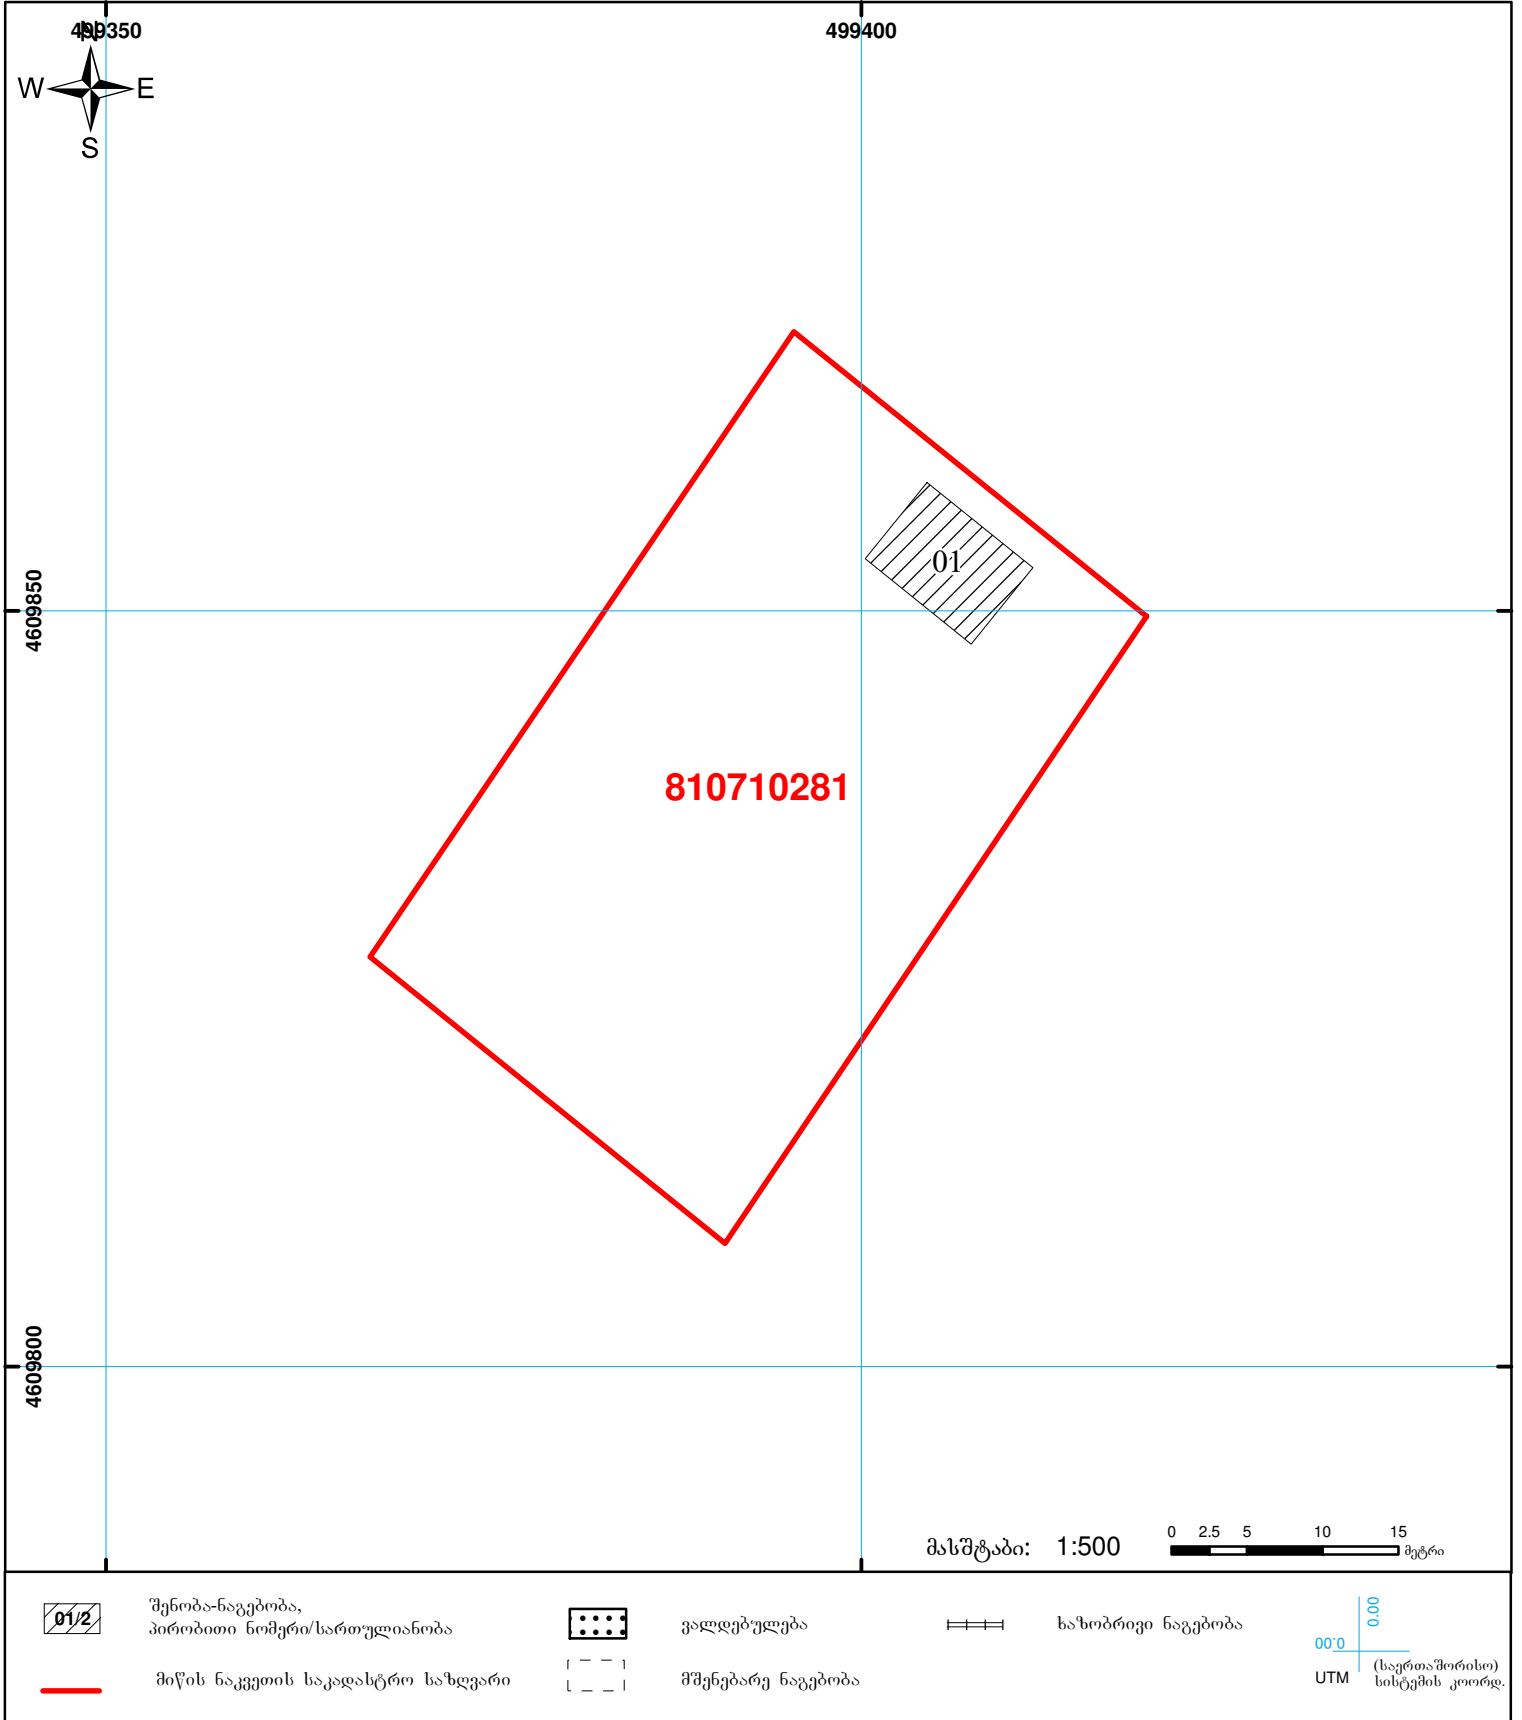 499350
499400
N
W
E
S
4609850
01
810710281
4609800
მასშტაბი: 1:500
0 2.5 5 10 15
მეტრი
01/2
შენობა-ნაგებობა,
პირობითი ნომერი/სართულიანობა
ვალდებულება
ხაზობრივი ნაგებობა
მიწის ნაკვეთის საკადასტრო საზღვარი
მშენებარე ნაგებობა
00.0
00.0
UTM
(საერთაშორისო)
სისტემის კოორდ.